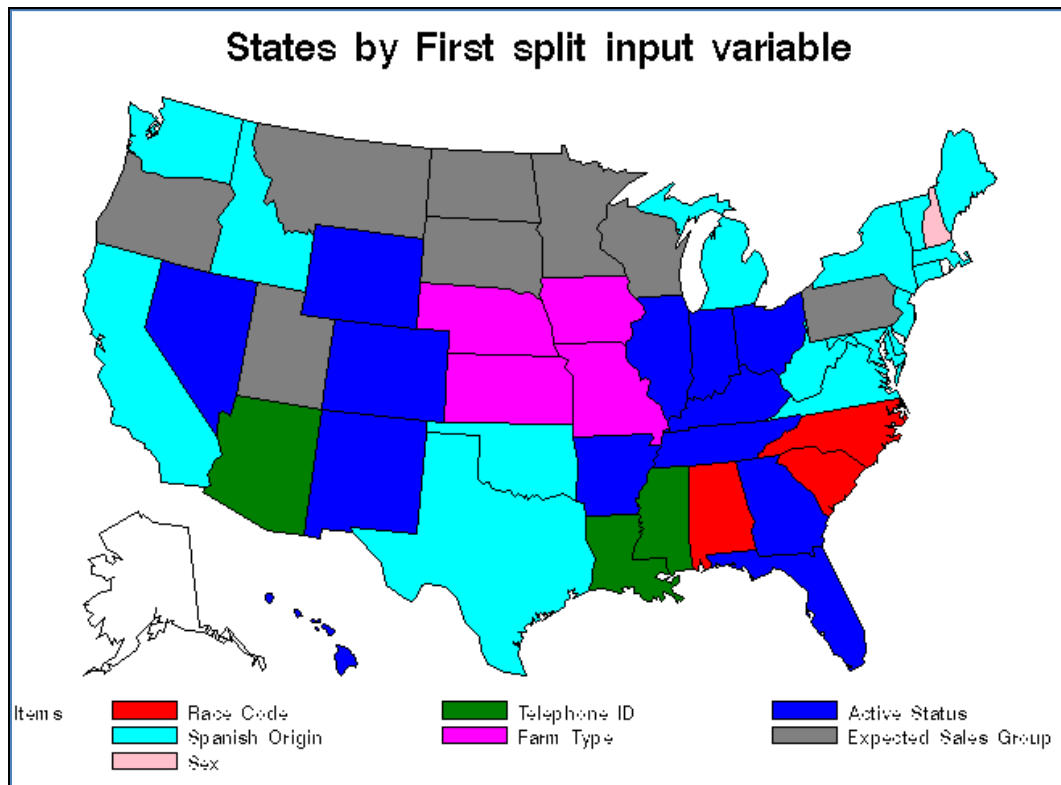 States by First split input variable
Items Race Code Telephone ID Active Status
Spanish Origin Farm Type Expected Sales Group
Sex